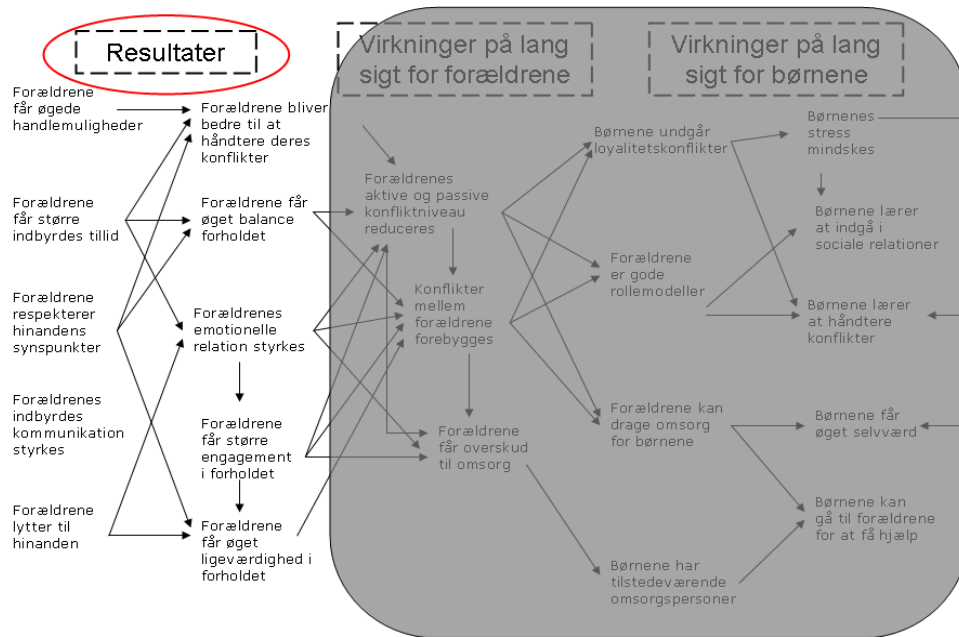 Resultater
Virkninger på lang
sigt for forældrene
Virkninger på lang
sigt for børnene
Forældrene
får øgede
handlemuligheder
Forældrene
får større
indbyrdes tillid
Forældrene
respekterer
hinandens
synspunkter
Forældrenes
indbyrdes
kommunikation
styrkes
Forældrene
lytter til
hinanden
Forældrene bliver
bedre til at
håndtere deres
konflikter
Forældrene får
øget balance
forholdet
Forældrenes
emotionelle
relation styrkes
Forældrene
får større
engagement
i forholdet
Forældrene
får øget
ligeværdighed i
forholdet
Forældrenes
aktive og passive
konfliktniveau
reduceres
Konflikter
mellem
forældrene
forebygges
Forældrene
får overskud
til omsorg
Børnene undgår
loyalitetskonflikter
Forældrene
er gode
rollemodeller
Forældrene kan
drage omsorg
for børnene
Børnene har
tilstedeværende
omsorgspersoner
Børnenes
stress
mindskes
Børnene lærer
at indgå i
sociale relationer
Børnene lærer
at håndtere
konflikter
Børnene får
øget selvværd
Børnene kan
gå til forældrene
for at få hjælp